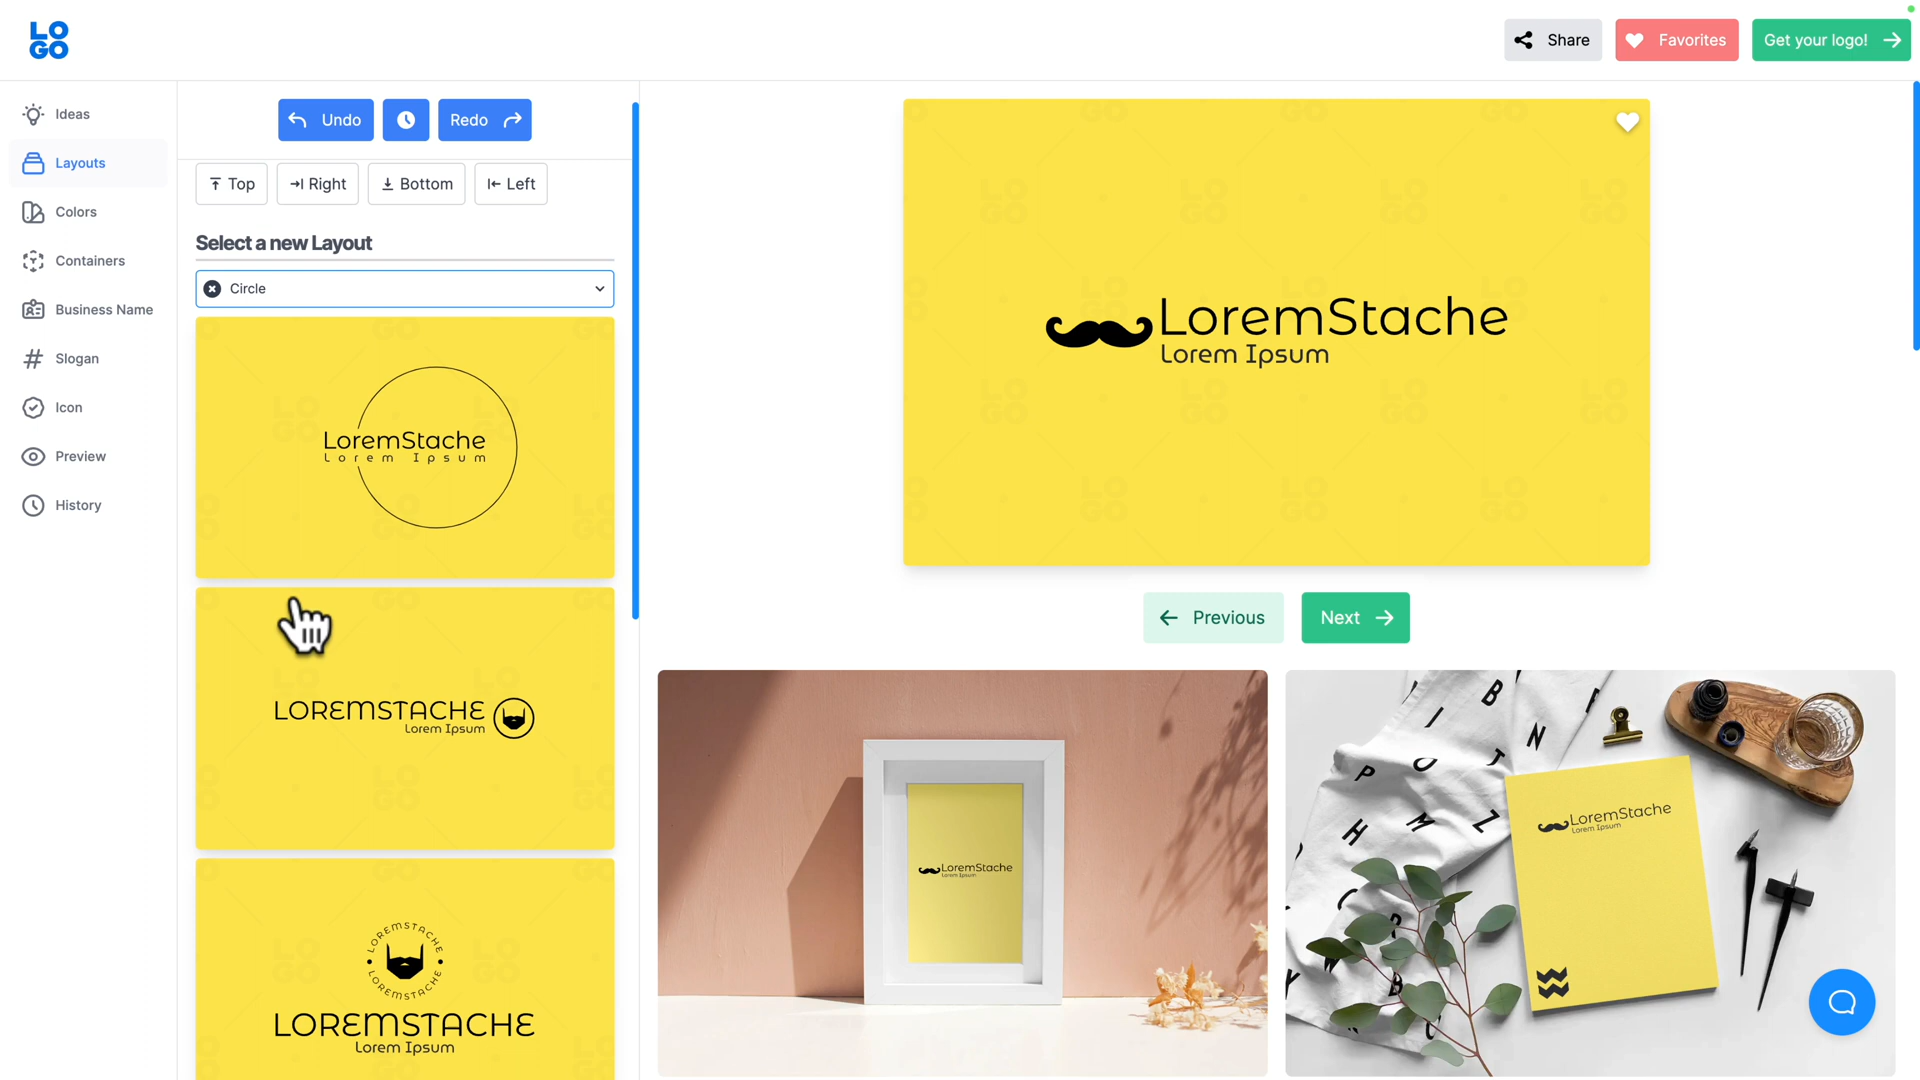 LO
GO
Share
Favorites
Get your logo!
Ideas
Layouts
Colors
Containers
Business Name
Slogan
Icon
Preview
History
Undo
Redo
Top
Right
Bottom
Left
Select a new Layout
Circle
LoremStache
Lorem Ipsum
LOREMSTACHE
Lorem Ipsum
LOREMSTACHE
LOREMSTACHE
LOREMSTACHE
Lorem Ipsum
LoremStache
Lorem Ipsum
Previous
Next
LoremStache
Lorem Ipsum
LoremStache
Lorem Ipsum